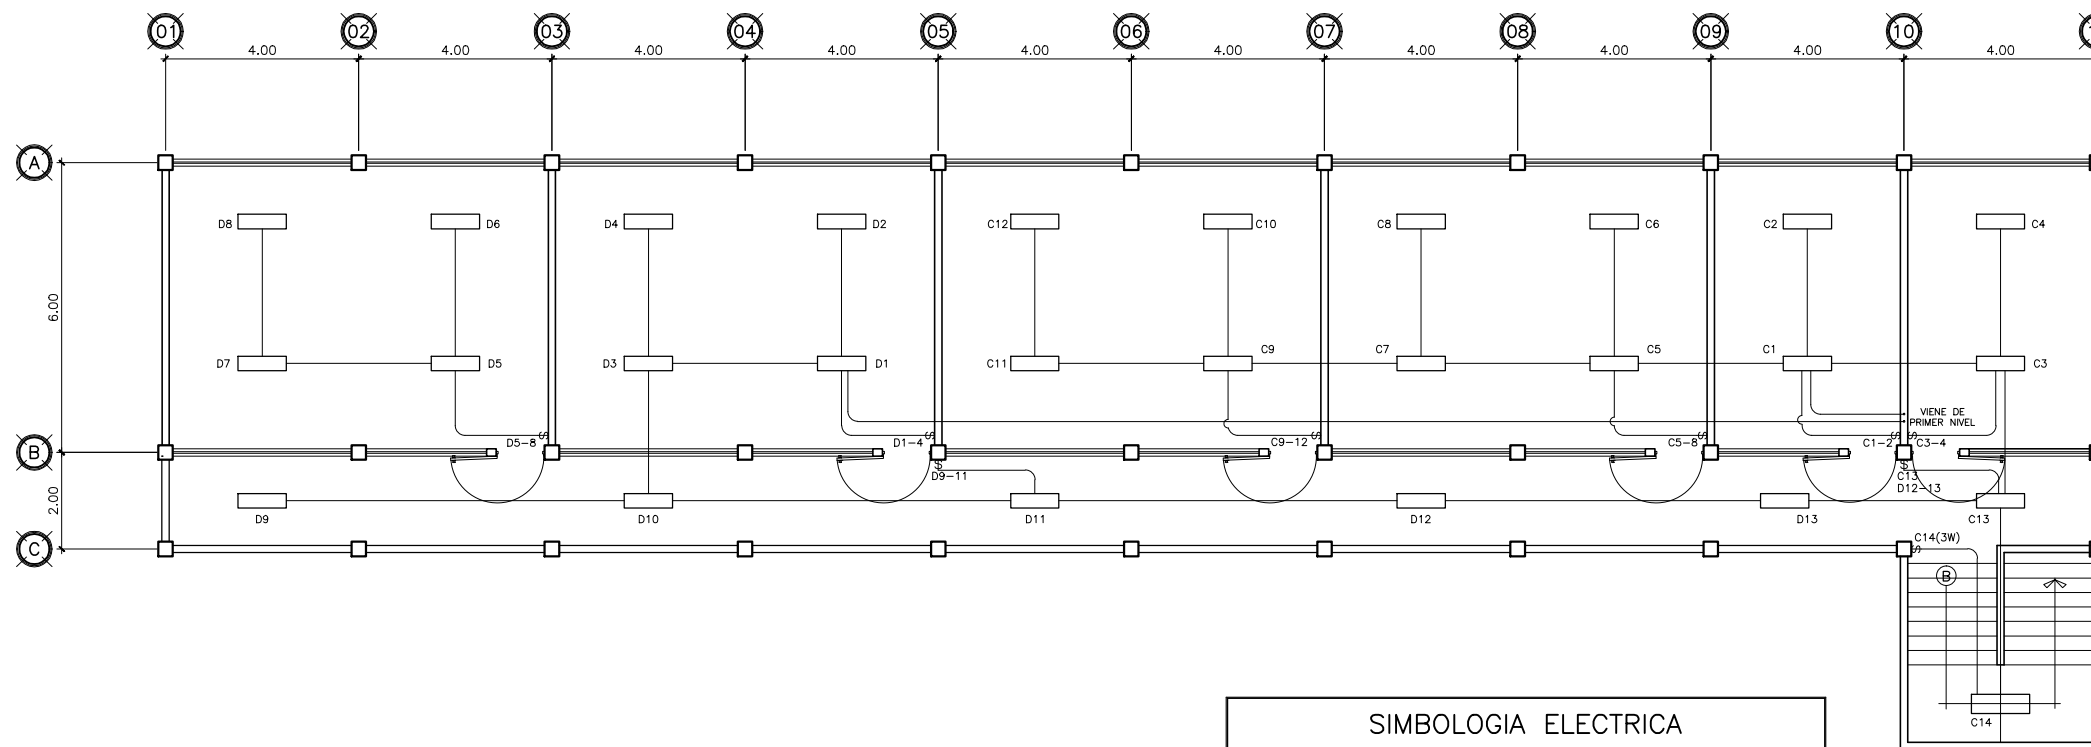 01 02 03 04 05 06 07 08 09 10
4.00 4.00 4.00 4.00 4.00 4.00 4.00 4.00 4.00 4.00
A
D8 D6 D4 D2 C12 C10 C8 C6 C2 C4
6.00
D7 D5 D3 D1 C11 C9 C7 C5 C1 C3
VIENE DE
PRIMER NIVEL
D5-8 D1-4 C9-12 C5-8 C1-2 C3-4
B
D9-11 C13
D12-13
2.00
D9 D10 D11 D12 D13 C13
C
C14(3W)
B
C14
SIMBOLOGIA ELECTRICA